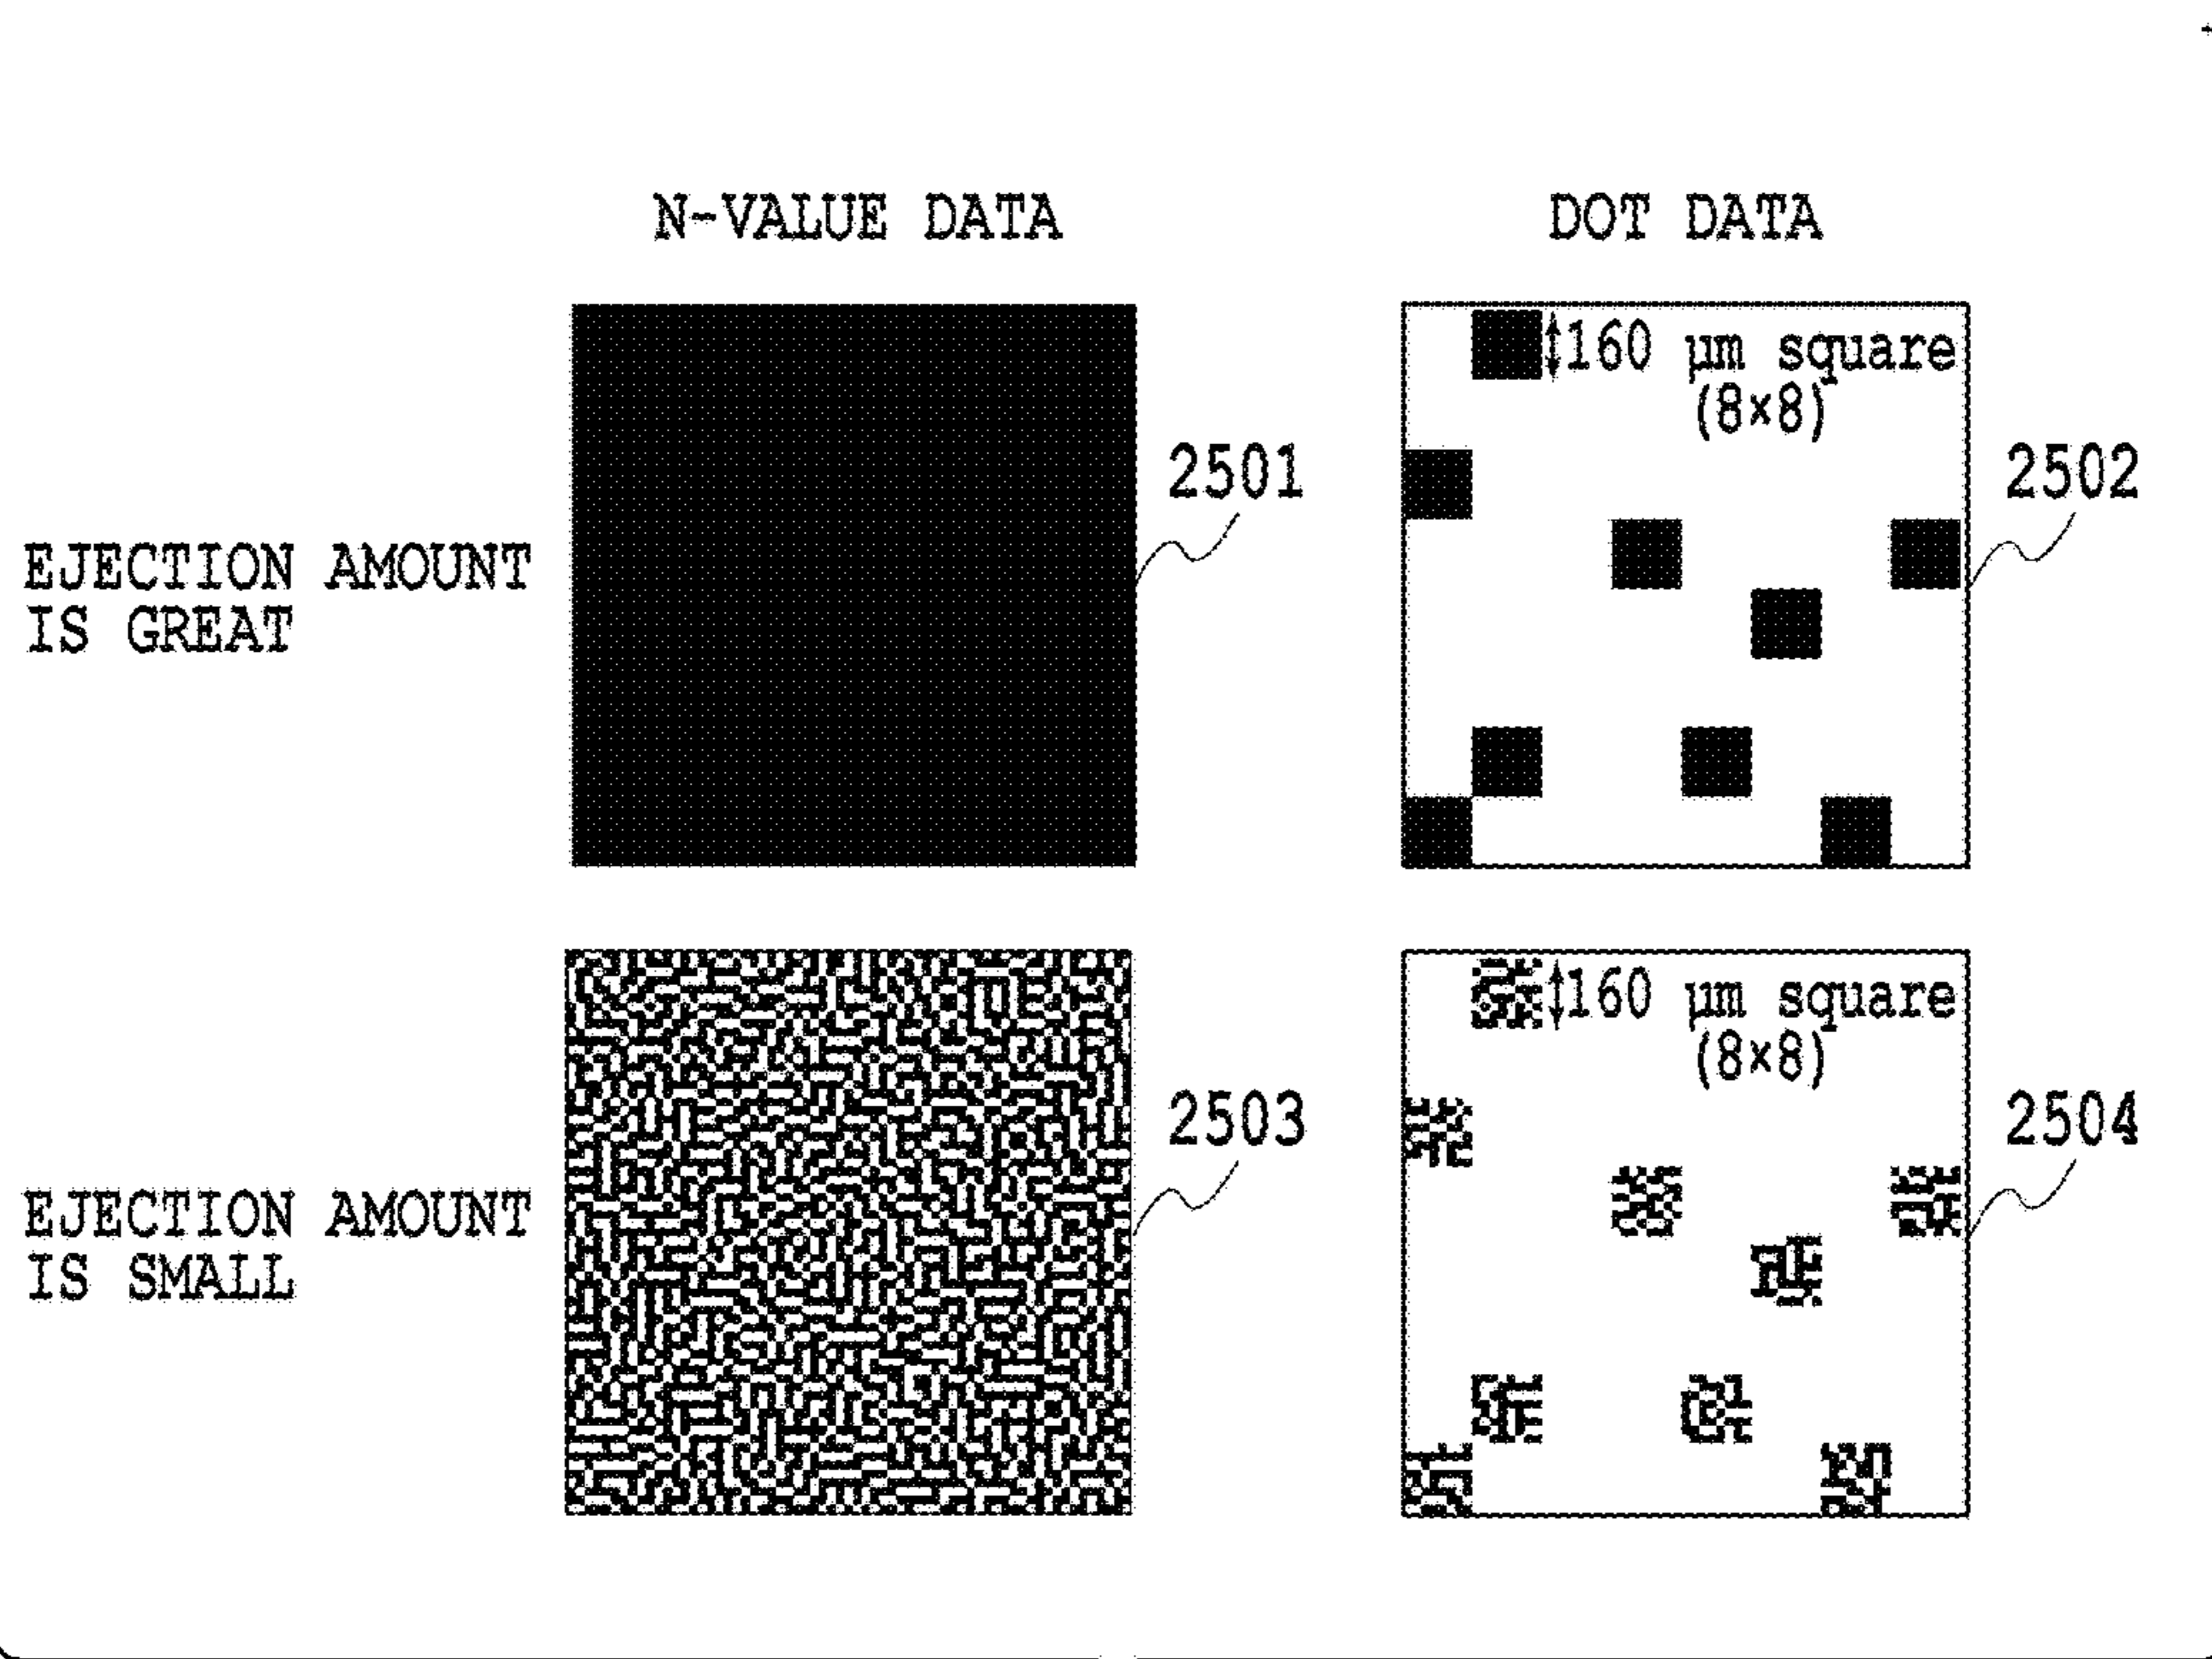 N-VALUE DATA
DOT DATA
EJECTION AMOUNT
IS GREAT
2501
160 µm square
(8×8)
2502
EJECTION AMOUNT
IS SMALL
2503
160 µm square
(8×8)
2504